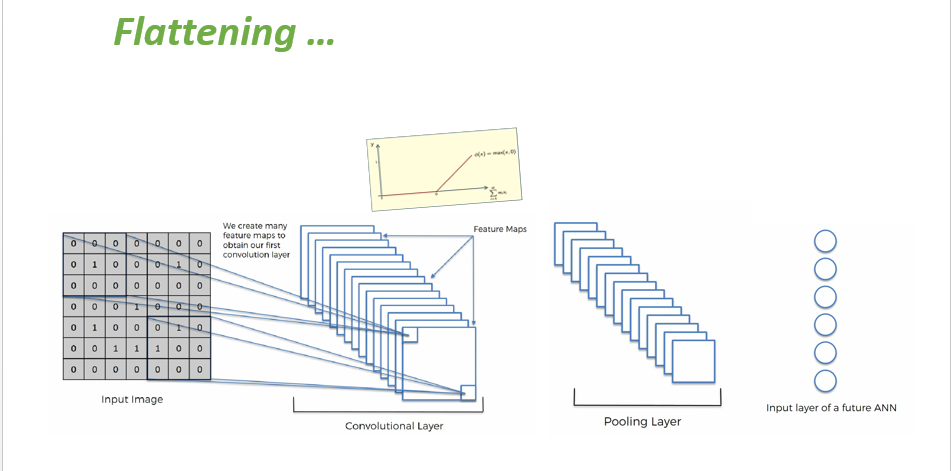 Flattening ...
y
1
ϕ(x) = max(x, 0)
0
We create many
feature maps to
obtain our first
convolution layer
Feature Maps
0 0 0 0 0 0 0
0 1 0 0 0 1 0
0 0 0 0 0 0 0
0 0 0 1 0 0 0
0 1 0 0 0 1 0
0 0 1 1 1 0 0
0 0 0 0 0 0 0
Input Image
Convolutional Layer
Pooling Layer
Input layer of a future ANN